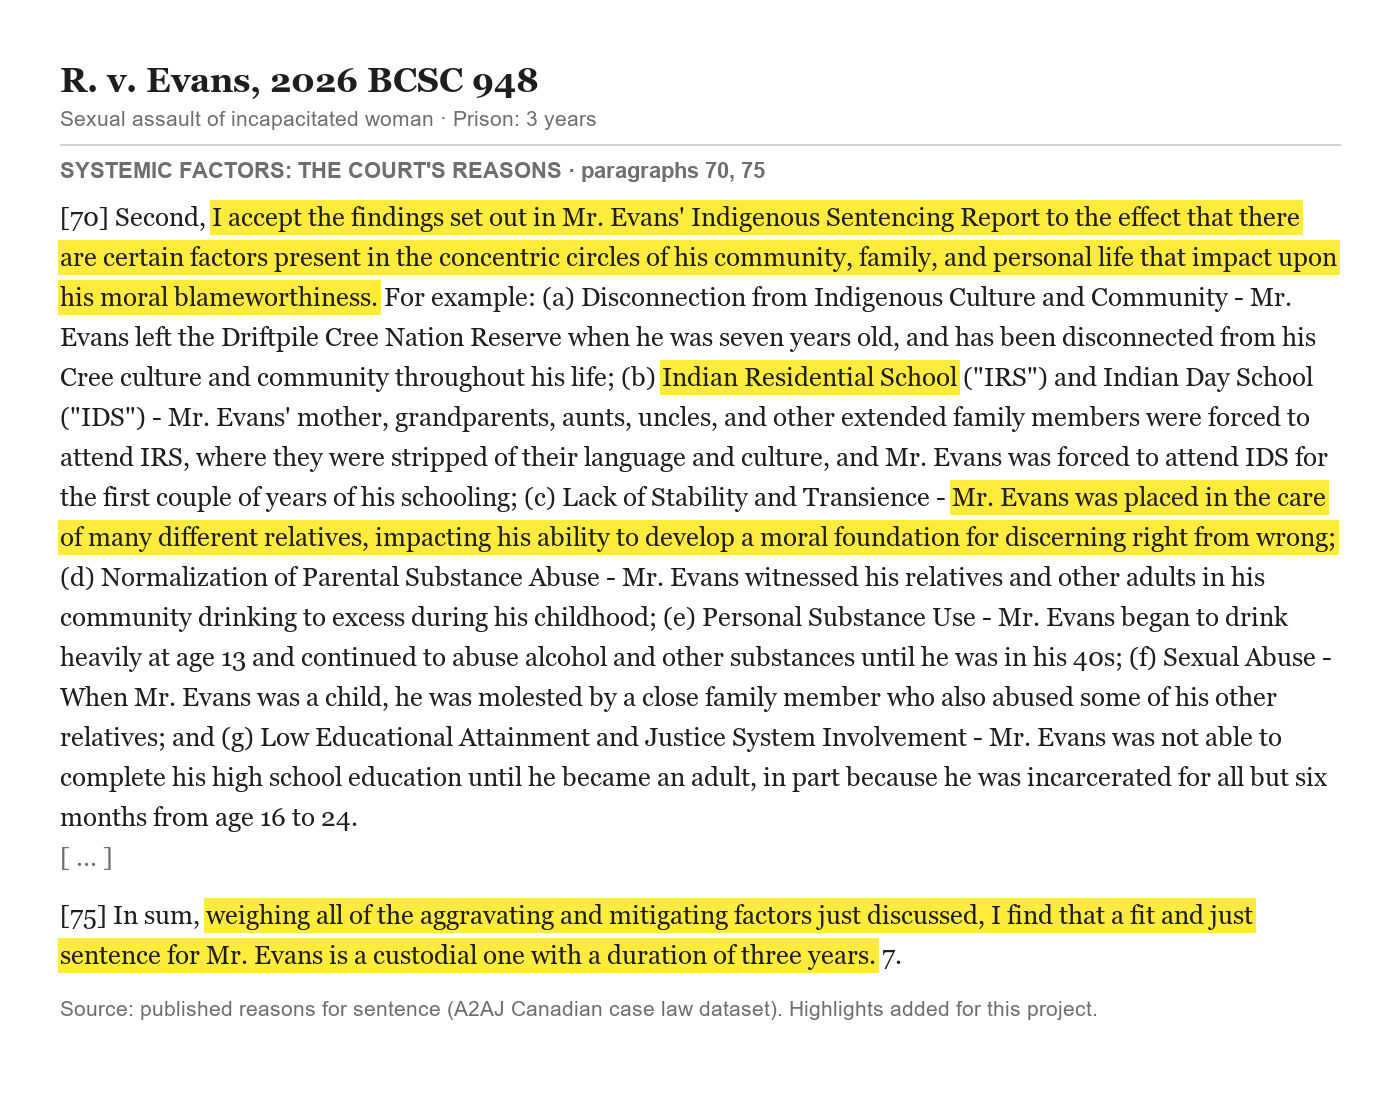 R. v. Evans, 2026 BCSC 948
Sexual assault of incapacitated woman · Prison: 3 years
SYSTEMIC FACTORS: THE COURT'S REASONS · paragraphs 70, 75
[70] Second, I accept the findings set out in Mr. Evans' Indigenous Sentencing Report to the effect that there
are certain factors present in the concentric circles of his community, family, and personal life that impact upon
his moral blameworthiness. For example: (a) Disconnection from Indigenous Culture and Community - Mr.
Evans left the Driftpile Cree Nation Reserve when he was seven years old, and has been disconnected from his
Cree culture and community throughout his life; (b) Indian Residential School ("IRS") and Indian Day School
("IDS") - Mr. Evans' mother, grandparents, aunts, uncles, and other extended family members were forced to
attend IRS, where they were stripped of their language and culture, and Mr. Evans was forced to attend IDS for
the first couple of years of his schooling; (c) Lack of Stability and Transience - Mr. Evans was placed in the care
of many different relatives, impacting his ability to develop a moral foundation for discerning right from wrong;
(d) Normalization of Parental Substance Abuse - Mr. Evans witnessed his relatives and other adults in his
community drinking to excess during his childhood; (e) Personal Substance Use - Mr. Evans began to drink
heavily at age 13 and continued to abuse alcohol and other substances until he was in his 40s; (f) Sexual Abuse -
When Mr. Evans was a child, he was molested by a close family member who also abused some of his other
relatives; and (g) Low Educational Attainment and Justice System Involvement - Mr. Evans was not able to
complete his high school education until he became an adult, in part because he was incarcerated for all but six
months from age 16 to 24.
[ ... ]
[75] In sum, weighing all of the aggravating and mitigating factors just discussed, I find that a fit and just
sentence for Mr. Evans is a custodial one with a duration of three years. 7.
Source: published reasons for sentence (A2AJ Canadian case law dataset). Highlights added for this project.